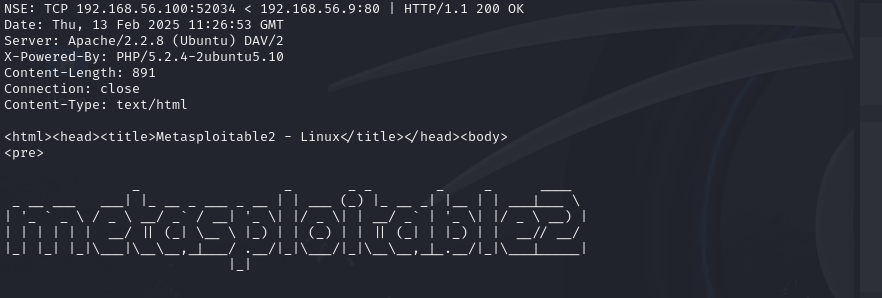 NSE: TCP 192.168.56.100:52034 < 192.168.56.9:80 | HTTP/1.1 200 OK
Date: Thu, 13 Feb 2025 11:26:53 GMT
Server: Apache/2.2.8 (Ubuntu) DAV/2
X-Powered-By: PHP/5.2.4-2ubuntu5.10
Content-Length: 891
Connection: close
Content-Type: text/html
<html><head><title>Metasploitable2 - Linux</title></head><body>
<pre>
metasploitable2